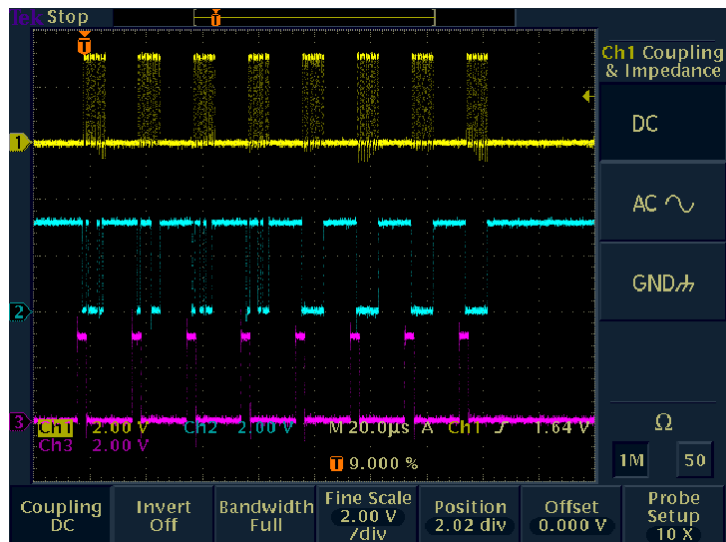 Tek Stop
T
T
Ch1 Coupling
& Impedance
DC
AC
GND
1
2
3
Ch1 2.00 V Ch2 2.00 V M 20.0µs A Ch1 1.64 V
Ch3 2.00 V
T 9.000 %
Ω
1M 50
Coupling
DC
Invert
Off
Bandwidth
Full
Fine Scale
2.00 V
/div
Position
2.02 div
Offset
0.000 V
Probe
Setup
10 X